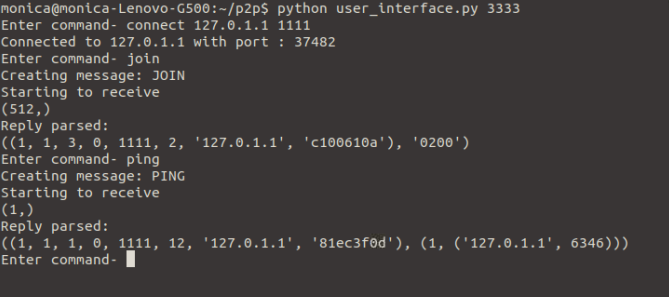 monica@monica-Lenovo-G500:~/p2p$ python user_interface.py 3333
Enter command- connect 127.0.1.1 1111
Connected to 127.0.1.1 with port : 37482
Enter command- join
Creating message: JOIN
Starting to receive
(512,)
Reply parsed:
((1, 1, 3, 0, 1111, 2, '127.0.1.1', 'c100610a'), '0200')
Enter command- ping
Creating message: PING
Starting to receive
(1,)
Reply parsed:
((1, 1, 1, 0, 1111, 12, '127.0.1.1', '81ec3f0d'), (1, ('127.0.1.1', 6346)))
Enter command-